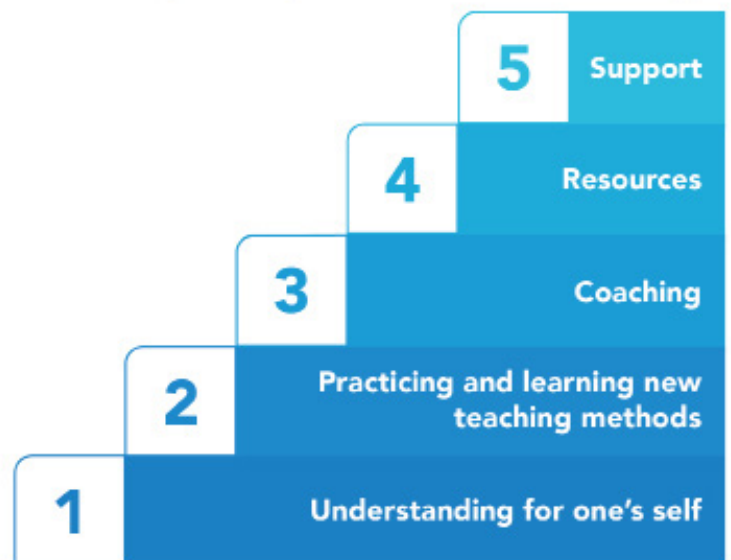 5 Support
4 Resources
3 Coaching
2 Practicing and learning new
teaching methods
1 Understanding for one's self